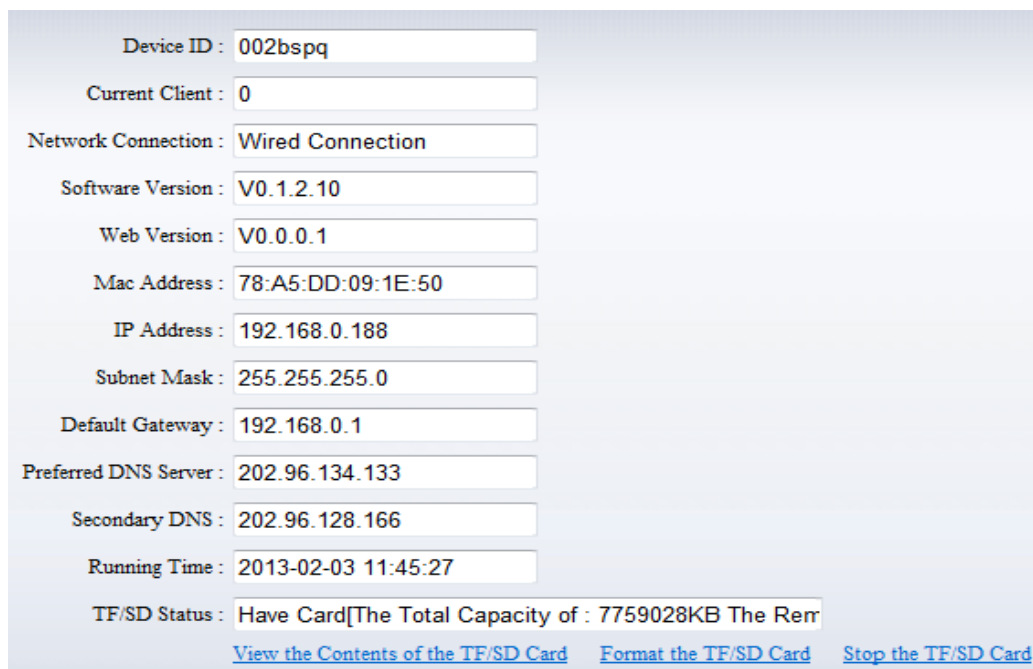 Device ID : 002bspq
Current Client : 0
Network Connection : Wired Connection
Software Version : V0.1.2.10
Web Version : V0.0.0.1
Mac Address : 78:A5:DD:09:1E:50
IP Address : 192.168.0.188
Subnet Mask : 255.255.255.0
Default Gateway : 192.168.0.1
Preferred DNS Server : 202.96.134.133
Secondary DNS : 202.96.128.166
Running Time : 2013-02-03 11:45:27
TF/SD Status : Have Card[The Total Capacity of : 7759028KB The Rem
View the Contents of the TF/SD Card Format the TF/SD Card Stop the TF/SD Card